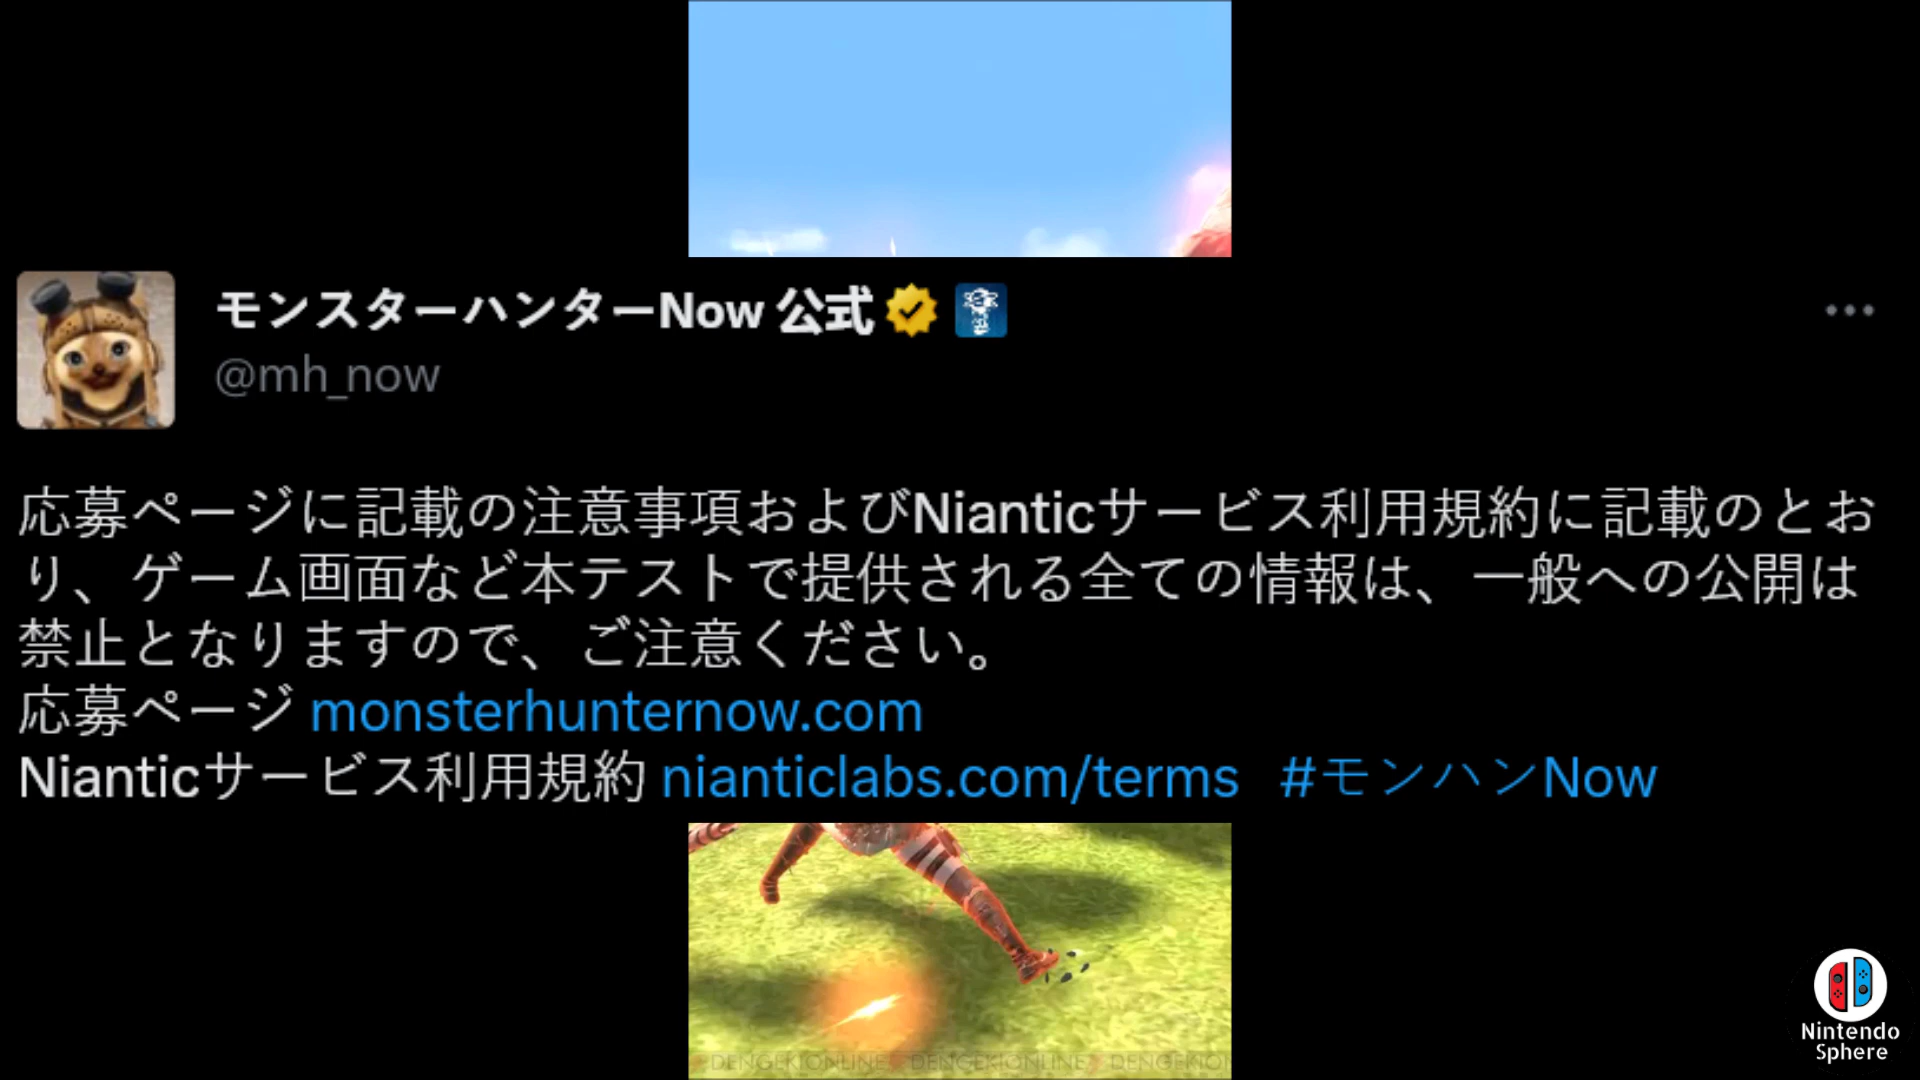 モンスターハンターNow 公式
@mh_now
応募ページに記載の注意事項およびNianticサービス利用規約に記載のとお
り、ゲーム画面など本テストで提供される全ての情報は、一般への公開は
禁止となりますので、ご注意ください。
応募ページ monsterhunternow.com
Nianticサービス利用規約 nianticlabs.com/terms #モンハンNow
DENGEKIONLINE DENGEKIONLINE DENGEKION
Nintendo
Sphere